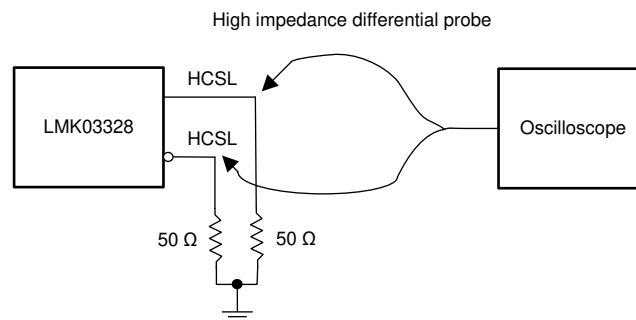 High impedance differential probe
HCSL
LMK03328
HCSL
Oscilloscope
50 Ω
50 Ω